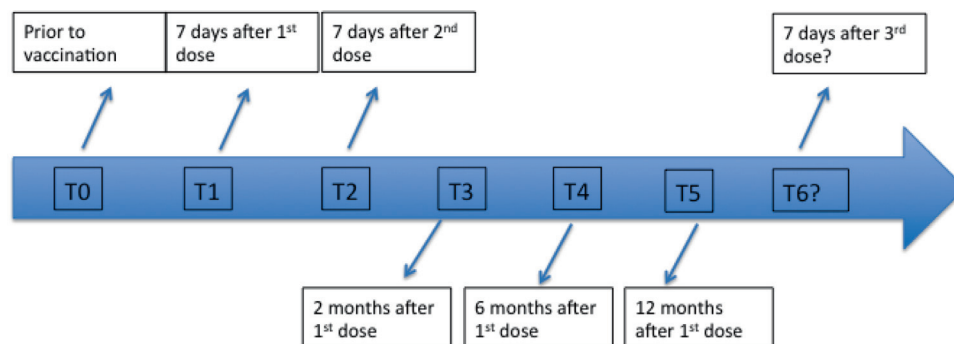 Prior to
vaccination
7 days after 1st
dose
7 days after 2nd
dose
7 days after 3rd
dose?
T0
T1
T2
T3
T4
T5
T6?
2 months after
1st dose
6 months after
1st dose
12 months
after 1st dose